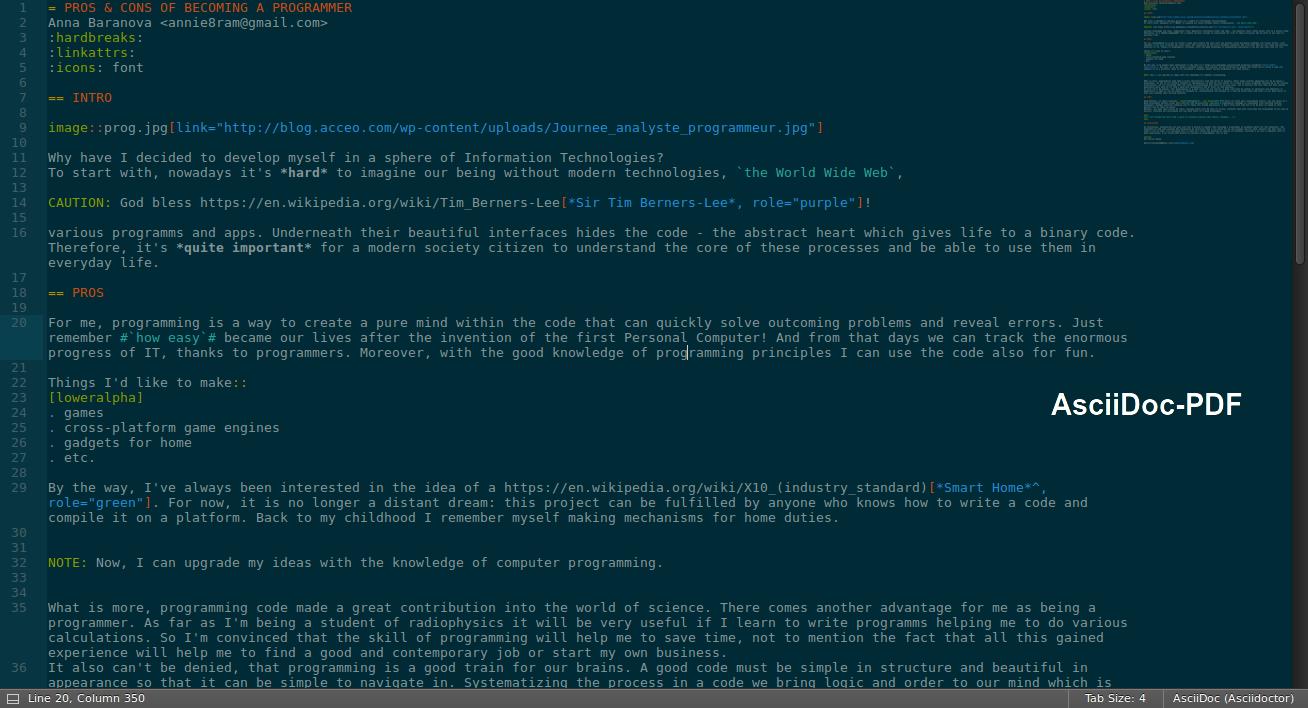 1 = PROS & CONS OF BECOMING A PROGRAMMER
2 Anna Baranova <annie8ram@gmail.com>
3 :hardbreaks:
4 :linkattrs:
5 :icons: font
6
7 == INTRO
8
9 image::prog.jpg[link="http://blog.acceo.com/wp-content/uploads/Journee_analyste_programmeur.jpg"]
10
11 Why have I decided to develop myself in a sphere of Information Technologies?
12 To start with, nowadays it's *hard* to imagine our being without modern technologies, `the World Wide Web`,
13
14 CAUTION: God bless https://en.wikipedia.org/wiki/Tim_Berners-Lee[*Sir Tim Berners-Lee*, role="purple"]!
15
16 various programms and apps. Underneath their beautiful interfaces hides the code - the abstract heart which gives life to a binary code.
Therefore, it's *quite important* for a modern society citizen to understand the core of these processes and be able to use them in
everyday life.
17
18 == PROS
19
20 For me, programming is a way to create a pure mind within the code that can quickly solve outcoming problems and reveal errors. Just
remember #`how easy`# became our lives after the invention of the first Personal Computer! And from that days we can track the enormous
progress of IT, thanks to programmers. Moreover, with the good knowledge of programming principles I can use the code also for fun.
21
22 Things I'd like to make::
23 [loweralpha]
24 . games
25 . cross-platform game engines
26 . gadgets for home
27 . etc.
28
29 By the way, I've always been interested in the idea of a https://en.wikipedia.org/wiki/X10_(industry_standard)[*Smart Home*^,
role="green"]. For now, it is no longer a distant dream: this project can be fulfilled by anyone who knows how to write a code and
compile it on a platform. Back to my childhood I remember myself making mechanisms for home duties.
30
31
32 NOTE: Now, I can upgrade my ideas with the knowledge of computer programming.
33
34
35 What is more, programming code made a great contribution into the world of science. There comes another advantage for me as being a
programmer. As far as I'm being a student of radiophysics it will be very useful if I learn to write programms helping me to do various
calculations. So I'm convinced that the skill of programming will help me to save time, not to mention the fact that all this gained
experience will help me to find a good and contemporary job or start my own business.
36 It also can't be denied, that programming is a good train for our brains. A good code must be simple in structure and beautiful in
appearance so that it can be simple to navigate in. Systematizing the process in a code we bring logic and order to our mind which is
AsciiDoc-PDF
Line 20, Column 350
Tab Size: 4
AsciiDoc (Asciidoctor)